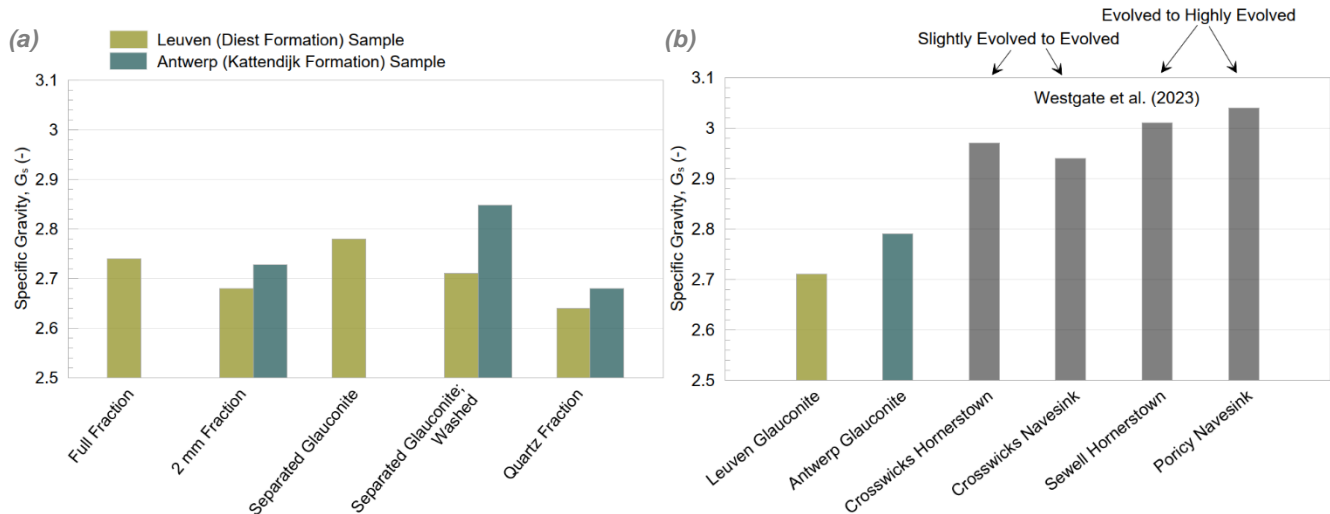 (a)
Leuven (Diest Formation) Sample
Antwerp (Kattendijk Formation) Sample
3.1
3
2.9
2.8
2.7
2.6
2.5
Specific Gravity, Gₛ (-)
Full Fraction
2 mm Fraction
Separated Glauconite
Separated Glauconite;
Washed
Quartz Fraction
(b)
Evolved to Highly Evolved
Slightly Evolved to Evolved
Westgate et al. (2023)
3.1
3
2.9
2.8
2.7
2.6
2.5
Specific Gravity, Gₛ (-)
Leuven Glauconite
Antwerp Glauconite
Crosswicks Hornerstown
Crosswicks Navesink
Sewell Hornerstown
Poricy Navesink